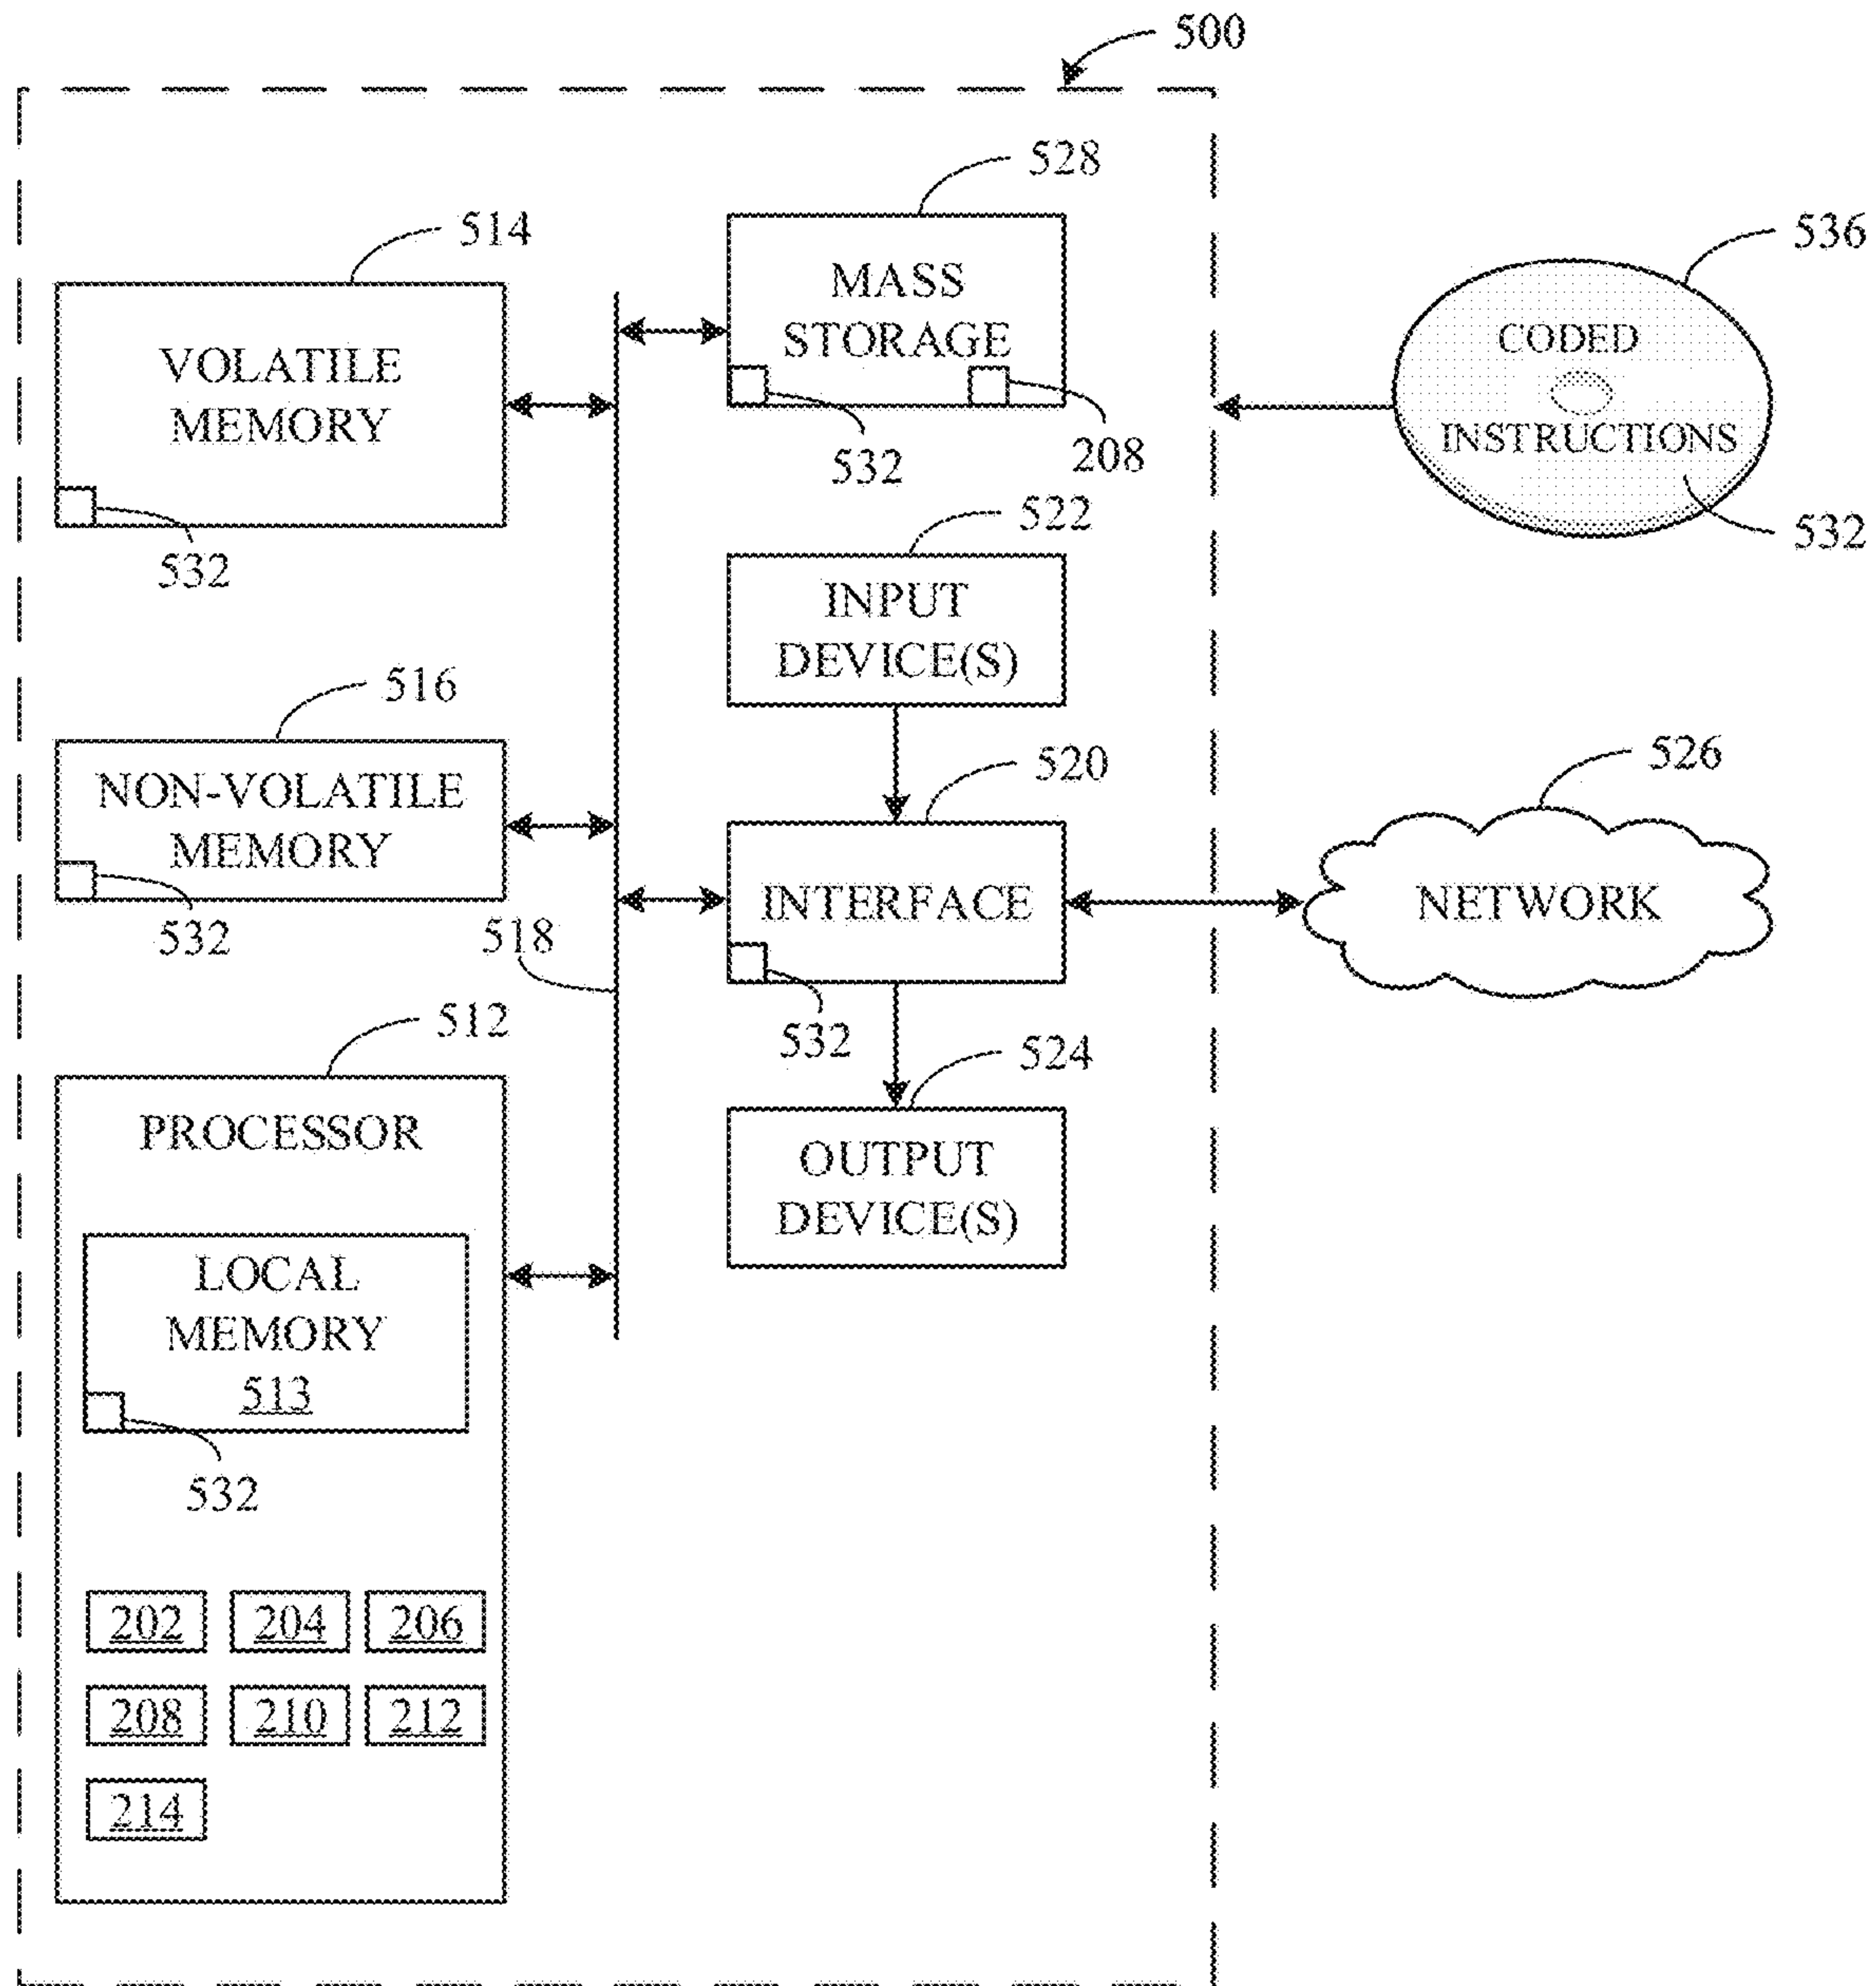 500
528
514
536
MASS
STORAGE
CODED
VOLATILE
MEMORY
INSTRUCTIONS
208
532
522
532
532
INPUT
DEVICE(S)
516
520
526
NON-VOLATILE
MEMORY
INTERFACE
NETWORK
532
518
512
532
524
PROCESSOR
OUTPUT
DEVICE(S)
LOCAL
MEMORY
513
532
202 204 206
208 210 212
214